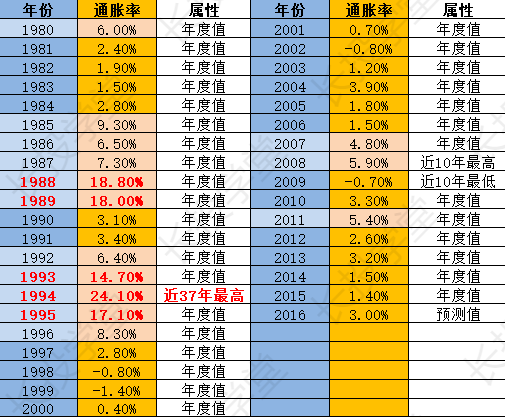 年份 通胀率 属性 年份 通胀率 属性
1980 6.00% 年度值 2001 0.70% 年度值
1981 2.40% 年度值 2002 -0.80% 年度值
1982 1.90% 年度值 2003 1.20% 年度值
1983 1.50% 年度值 2004 3.90% 年度值
1984 2.80% 年度值 2005 1.80% 年度值
1985 9.30% 年度值 2006 1.50% 年度值
1986 6.50% 年度值 2007 4.80% 年度值
1987 7.30% 年度值 2008 5.90% 近10年最高
1988 18.80% 年度值 2009 -0.70% 近10年最低
1989 18.00% 年度值 2010 3.30% 年度值
1990 3.10% 年度值 2011 5.40% 年度值
1991 3.40% 年度值 2012 2.60% 年度值
1992 6.40% 年度值 2013 3.20% 年度值
1993 14.70% 年度值 2014 1.50% 年度值
1994 24.10% 近37年最高 2015 1.40% 年度值
1995 17.10% 年度值 2016 3.00% 预测值
1996 8.30% 年度值
1997 2.80% 年度值
1998 -0.80% 年度值
1999 -1.40% 年度值
2000 0.40% 年度值